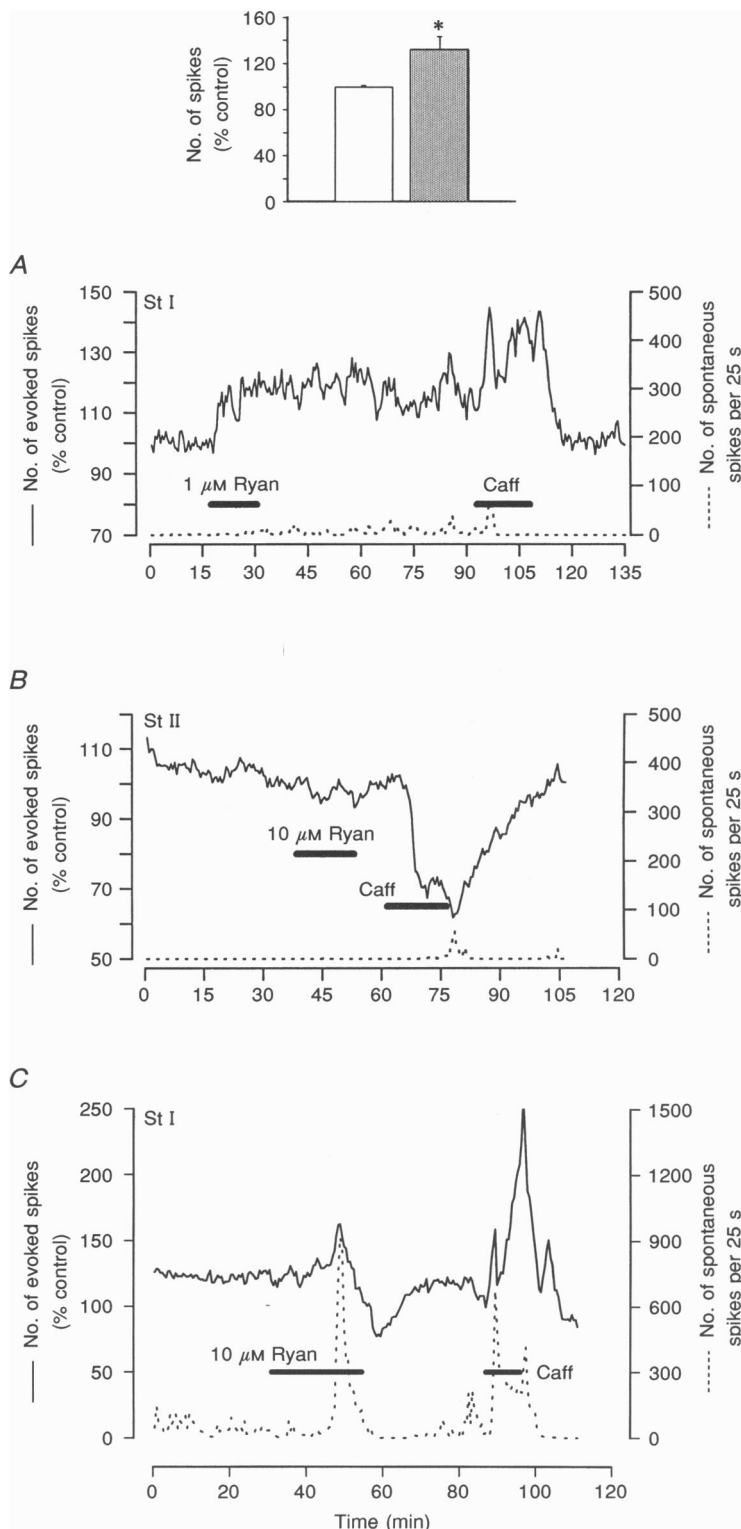 160
120
80
40
0
No. of spikes
(% control)
*
A
St I
150
130
110
90
70
No. of evoked spikes
(% control)
500
400
300
200
100
0
No. of spontaneous
spikes per 25 s
1 μM Ryan
Caff
0 15 30 45 60 75 90 105 120 135
B
St II
110
90
70
50
No. of evoked spikes
(% control)
500
400
300
200
100
0
No. of spontaneous
spikes per 25 s
10 μM Ryan
Caff
0 15 30 45 60 75 90 105 120
C
St I
250
200
150
100
50
0
No. of evoked spikes
(% control)
1500
1200
900
600
300
0
No. of spontaneous
spikes per 25 s
10 μM Ryan
Caff
0 20 40 60 80 100 120
Time (min)